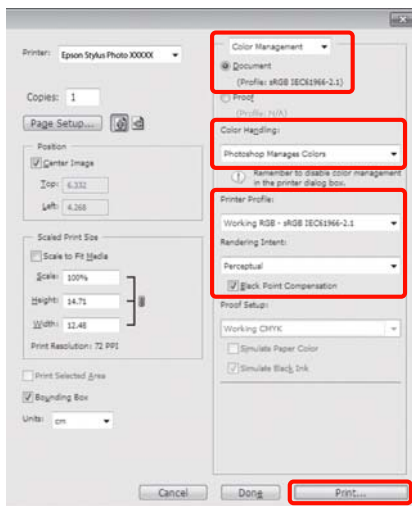 Printer: Epson Stylus Photo XXXXX
Copies: 1
Page Setup...
Position
Center Image
Top: 6.332
Left: 4.268
Scaled Print Size
Scale to Fit Media
Scale: 100%
Height: 14.71
Width: 12.48
Print Resolution: 72 PPI
Print Selected Area
Bounding Box
Units: cm
Color Management
Document
(Profile: sRGB IEC61966-2.1)
Proof
(Profile: N/A)
Color Handling:
Photoshop Manages Colors
Remember to disable color management
in the printer dialog box.
Printer Profile:
Working RGB - sRGB IEC61966-2.1
Rendering Intent:
Perceptual
Black Point Compensation
Proof Setup:
Working CMYK
Simulate Paper Color
Simulate Black Ink
Cancel
Done
Print...